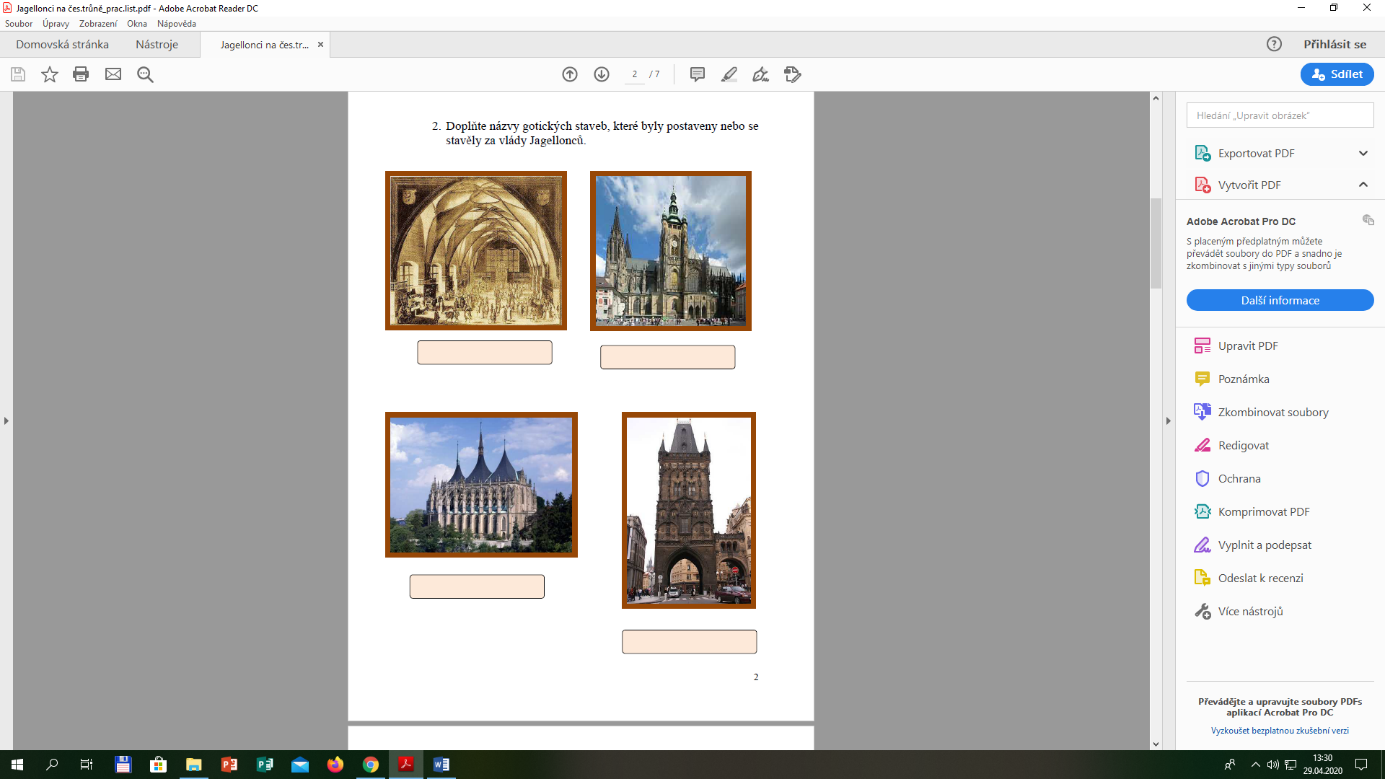 Jagellonci na čes.trůně_prac.list.pdf - Adobe Acrobat Reader DC
Soubor Úpravy Zobrazení Okna Nápověda
Domovská stránka Nástroje Jagellonci na čes.tr... × Přihlásit se
2 / 7 Sdílet
2. Doplňte názvy gotických staveb, které byly postaveny nebo se
stavěly za vlády Jagellonců.
2
Hledání „Upravit obrázek“
Exportovat PDF
Vytvořit PDF
Adobe Acrobat Pro DC
S placeným předplatným můžete
převádět soubory do PDF a snadno je
zkombinovat s jinými typy souborů
Další informace
Upravit PDF
Poznámka
Zkombinovat soubory
Redigovat
Ochrana
Komprimovat PDF
Vyplnit a podepsat
Odeslat k recenzi
Více nástrojů
Převádějte a upravujte soubory PDFs
aplikací Acrobat Pro DC
Vyzkoušet bezplatnou zkušební verzi
13:30
29.04.2020